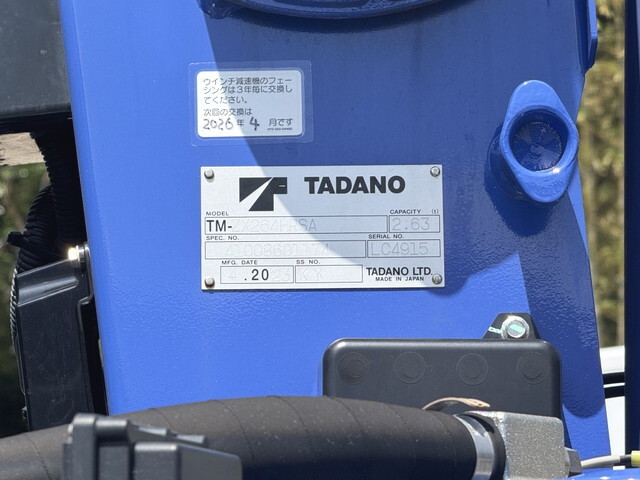 ウインチ減速機のフェー
シングは3年毎に交換し
てください。
次回の交換は
2026年4月です
TADANO
MODEL
CAPACITY (t)
TM-ZX264HRSA
2.63
SPEC. NO.
SERIAL NO.
LC4915
MFG. DATE
SS NO.
.20
TADANO LTD.
MADE IN JAPAN